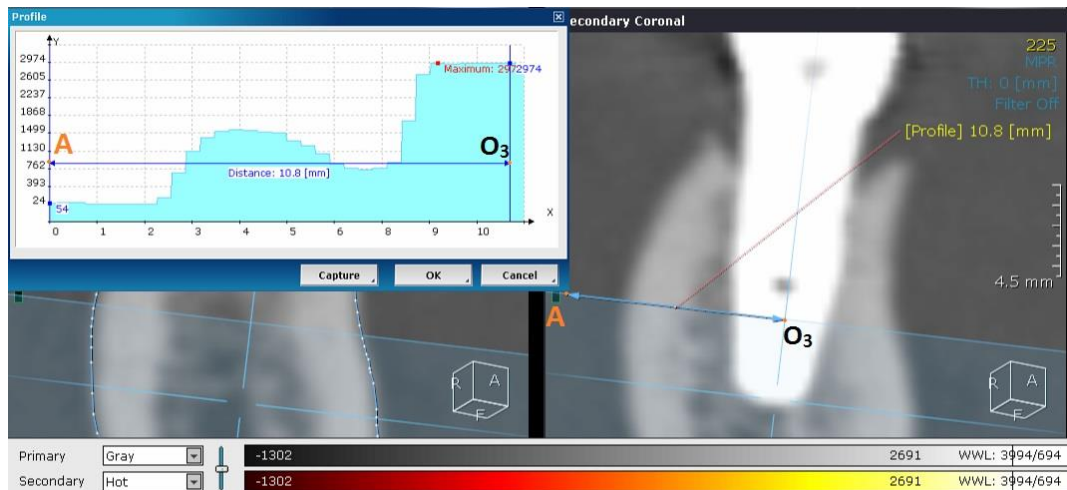 Profile
Y
2974
2605
2237
1868
1499
1130
762
393
24
Maximum: 2972974
A
O3
Distance: 10.8 [mm]
54
X
0 1 2 3 4 5 6 7 8 9 10
Capture OK Cancel
econdary Coronal
225
MPR
TH: 0 [mm]
Filter Off
[Profile] 10.8 [mm]
4.5 mm
A
O3
R A
F
R A
F
Primary Gray -1302 2691 WWL: 3994/694
Secondary Hot -1302 2691 WWL: 3994/694